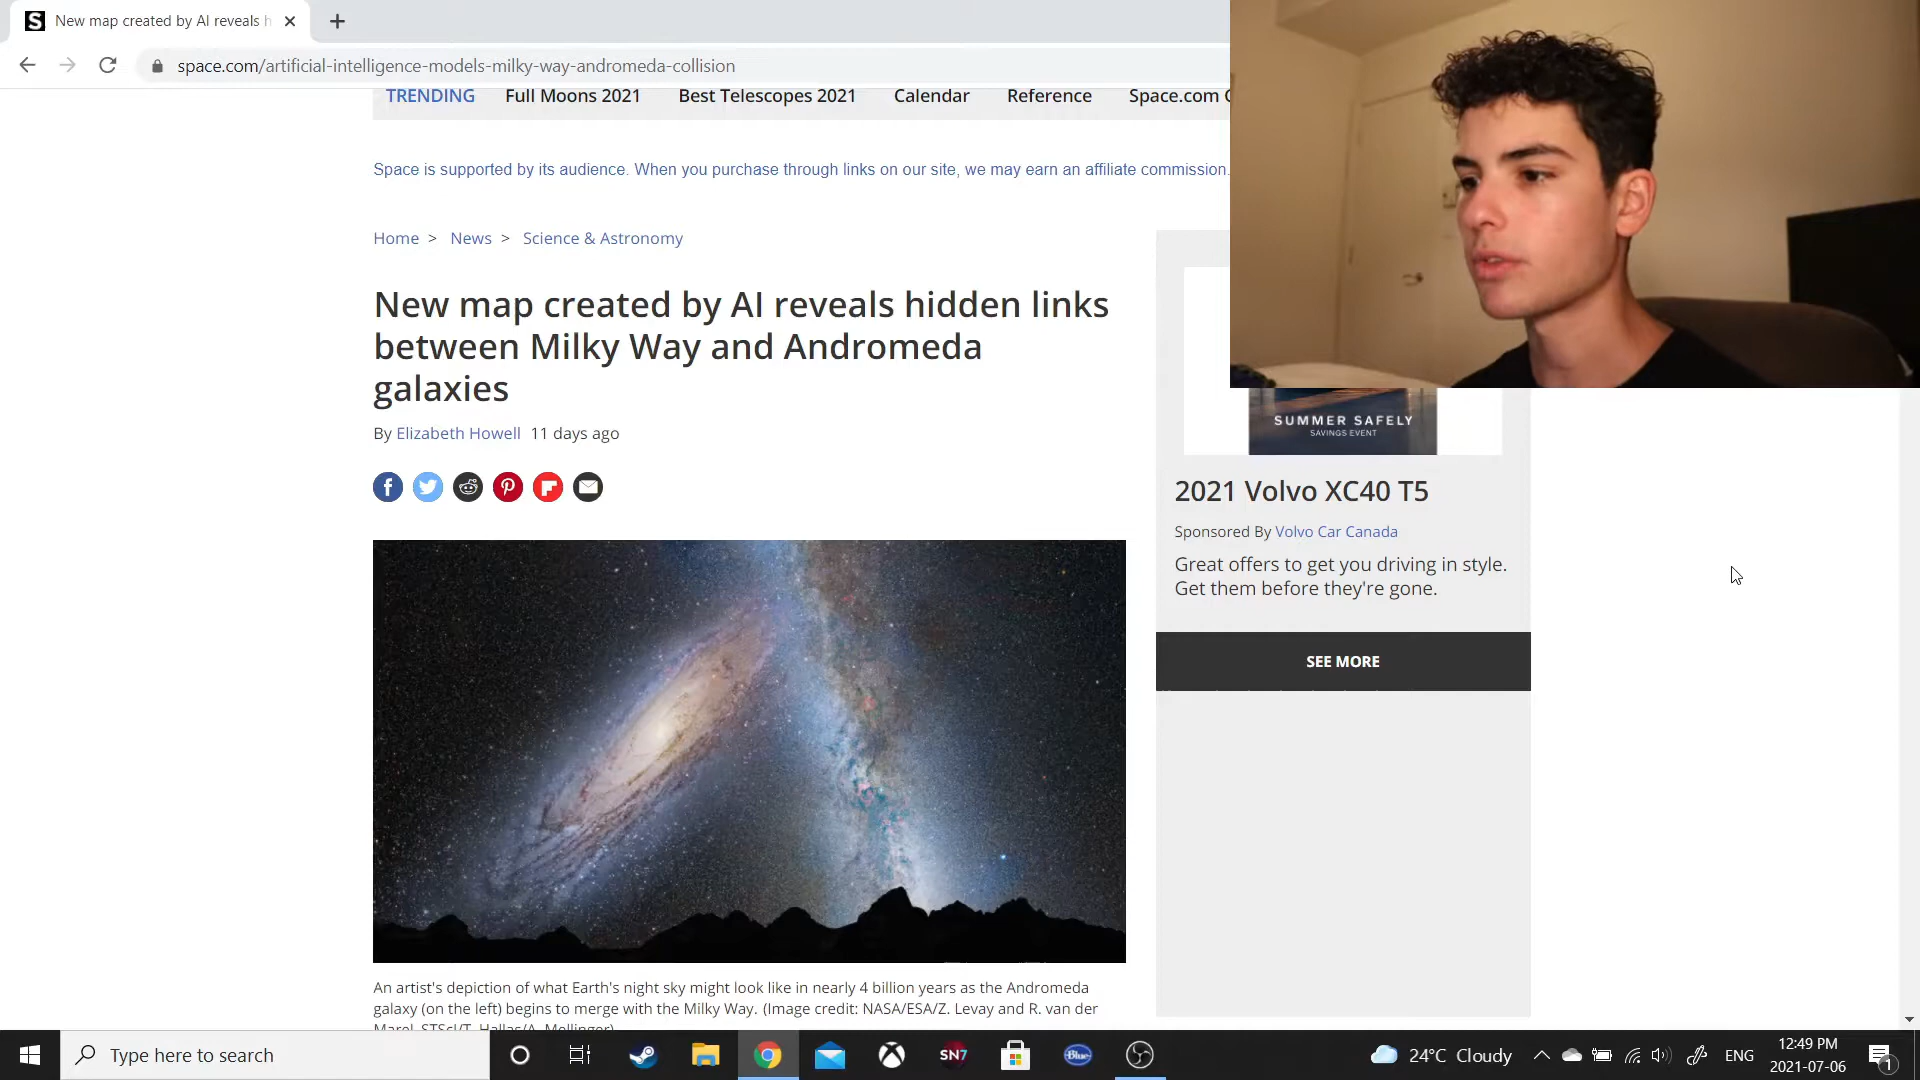 S New map created by AI reveals h
space.com/artificial-intelligence-models-milky-way-andromeda-collision
TRENDING Full Moons 2021 Best Telescopes 2021 Calendar Reference Space.com
Space is supported by its audience. When you purchase through links on our site, we may earn an affiliate commission.
Home > News > Science & Astronomy
New map created by AI reveals hidden links
between Milky Way and Andromeda
galaxies
By Elizabeth Howell 11 days ago
SUMMER SAFELY
SAVINGS EVENT
2021 Volvo XC40 T5
Sponsored By Volvo Car Canada
Great offers to get you driving in style.
Get them before they're gone.
SEE MORE
An artist's depiction of what Earth's night sky might look like in nearly 4 billion years as the Andromeda
galaxy (on the left) begins to merge with the Milky Way. (Image credit: NASA/ESA/Z. Levay and R. van der
Marel, STScI/T. Hallas/A. Mellinger)
Type here to search
SN7
Blue
24°C Cloudy
ENG
12:49 PM
2021-07-06
1